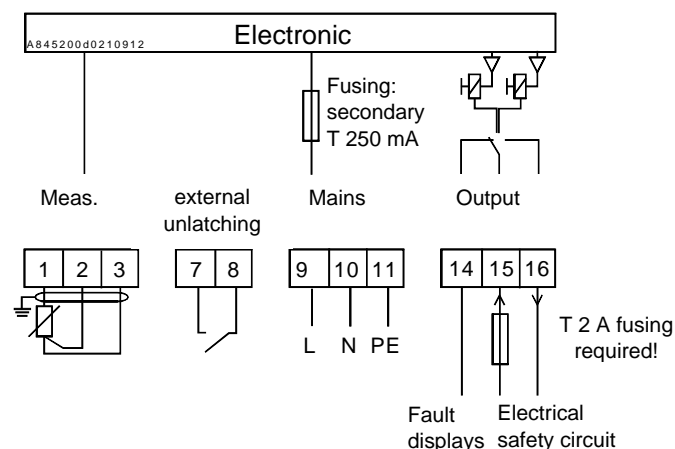 Electronic
A845200d0210912
Fusing:
secondary
T 250 mA
Meas.
external
unlatching
Mains
Output
1 2 3
7 8
9 10 11
14 15 16
L N PE
T 2 A fusing
required!
Fault
displays
Electrical
safety circuit